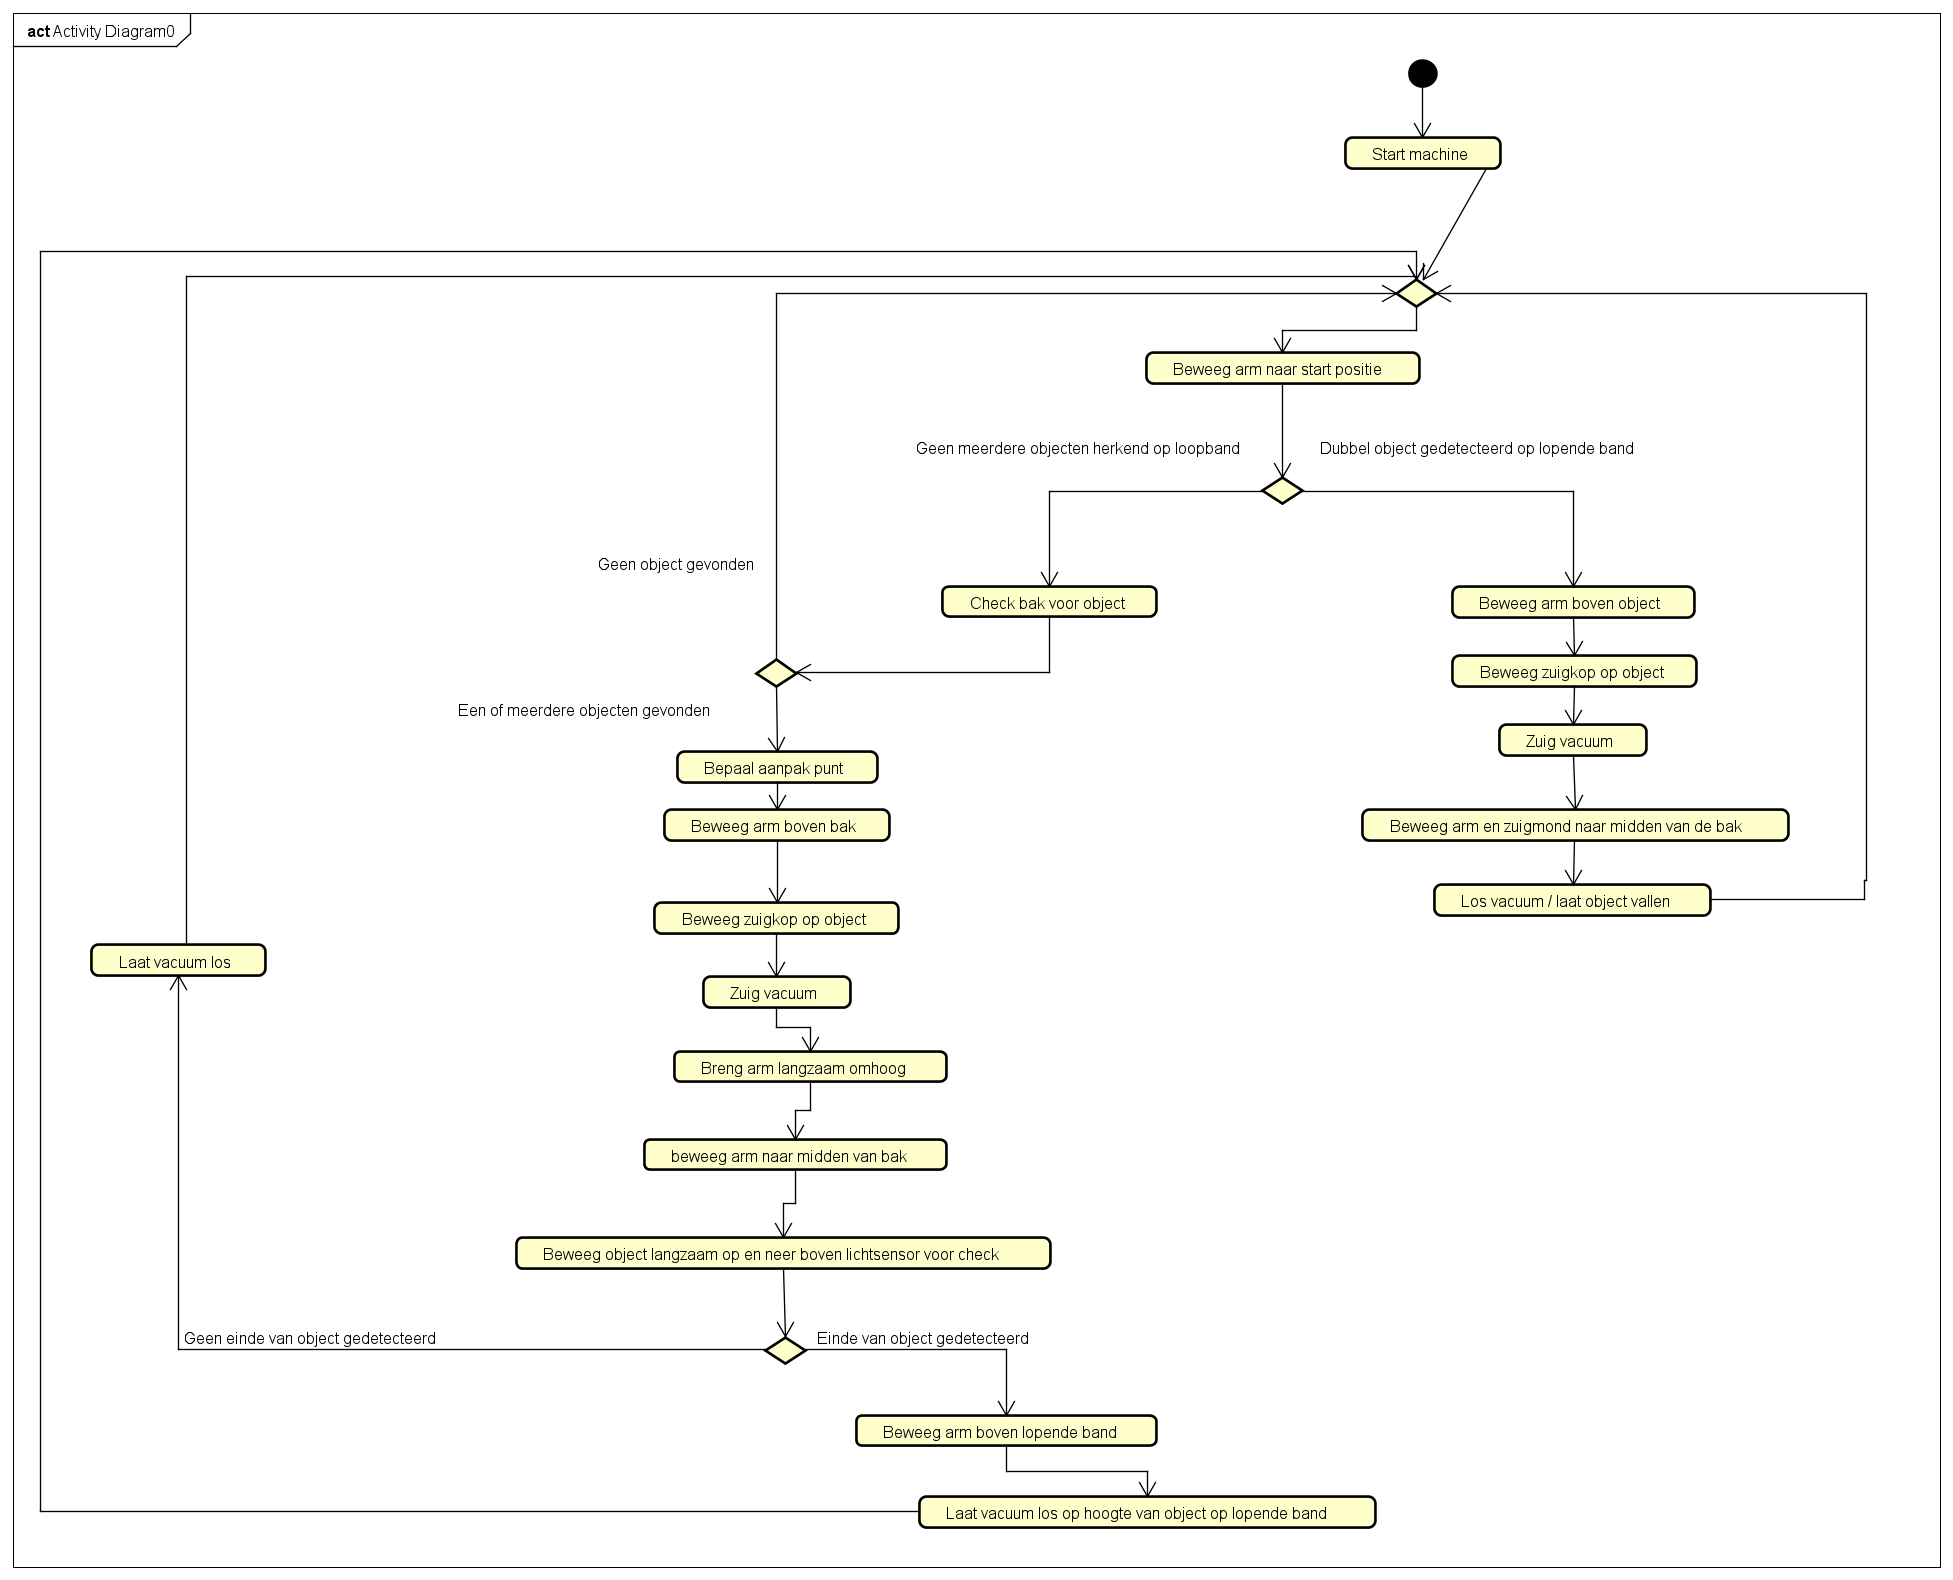 act Activity Diagram0
Start machine
Beweeg arm naar start positie
Geen meerdere objecten herkend op loopband
Dubbel object gedetecteerd op lopende band
Geen object gevonden
Check bak voor object
Beweeg arm boven object
Beweeg zuigkop op object
Een of meerdere objecten gevonden
Zuig vacuum
Bepaal aanpak punt
Beweeg arm boven bak
Beweeg arm en zuigmond naar midden van de bak
Los vacuum / laat object vallen
Beweeg zuigkop op object
Laat vacuum los
Zuig vacuum
Breng arm langzaam omhoog
beweeg arm naar midden van bak
Beweeg object langzaam op en neer boven lichtsensor voor check
Geen einde van object gedetecteerd
Einde van object gedetecteerd
Beweeg arm boven lopende band
Laat vacuum los op hoogte van object op lopende band